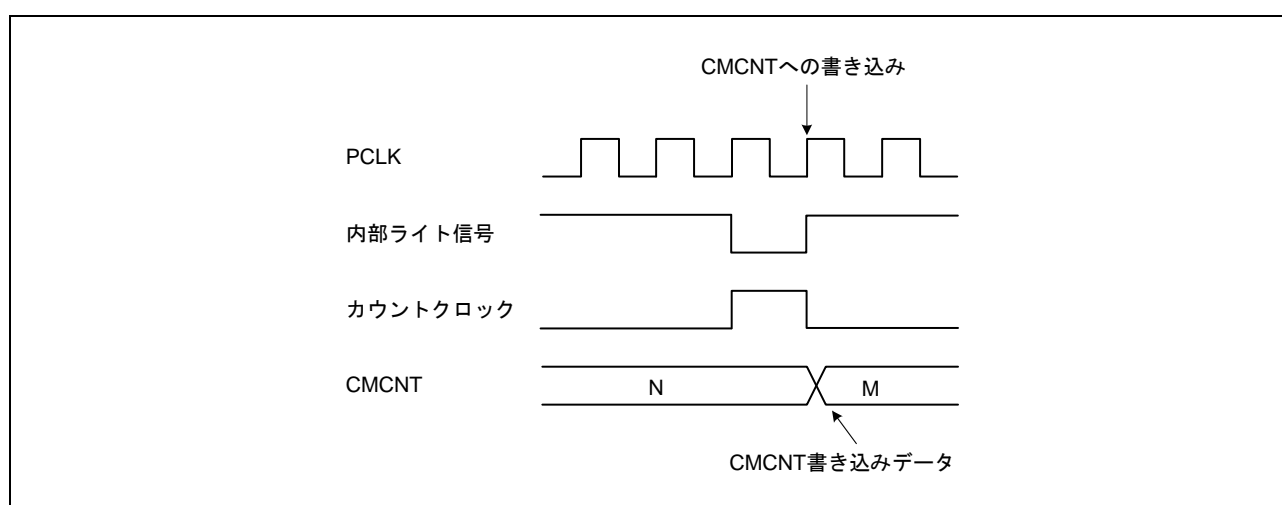 CMCNTへの書き込み
PCLK
内部ライト信号
カウントクロック
CMCNT
N
M
CMCNT書き込みデータ